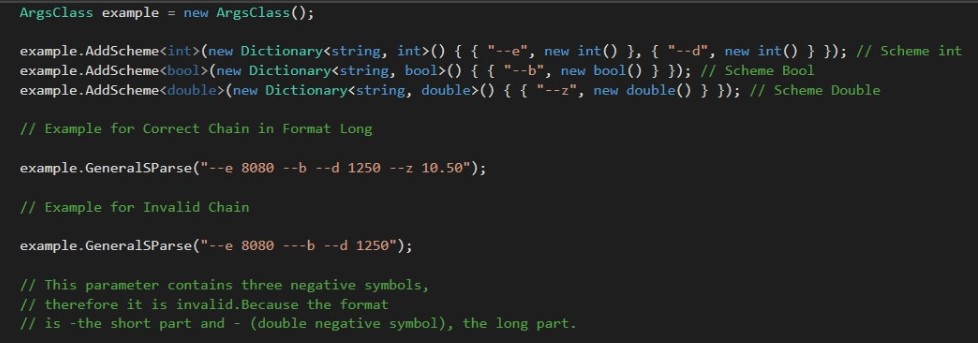 ArgsClass example = new ArgsClass();
example.AddScheme<int>(new Dictionary<string, int>() { { "--e", new int() }, { "--d", new int() } }); // Scheme int
example.AddScheme<bool>(new Dictionary<string, bool>() { { "--b", new bool() } }); // Scheme Bool
example.AddScheme<double>(new Dictionary<string, double>() { { "--z", new double() } }); // Scheme Double
// Example for Correct Chain in Format Long
example.GeneralSParse("--e 8080 --b --d 1250 --z 10.50");
// Example for Invalid Chain
example.GeneralSParse("--e 8080 ---b --d 1250");
// This parameter contains three negative symbols,
// therefore it is invalid.Because the format
// is -the short part and - (double negative symbol), the long part.